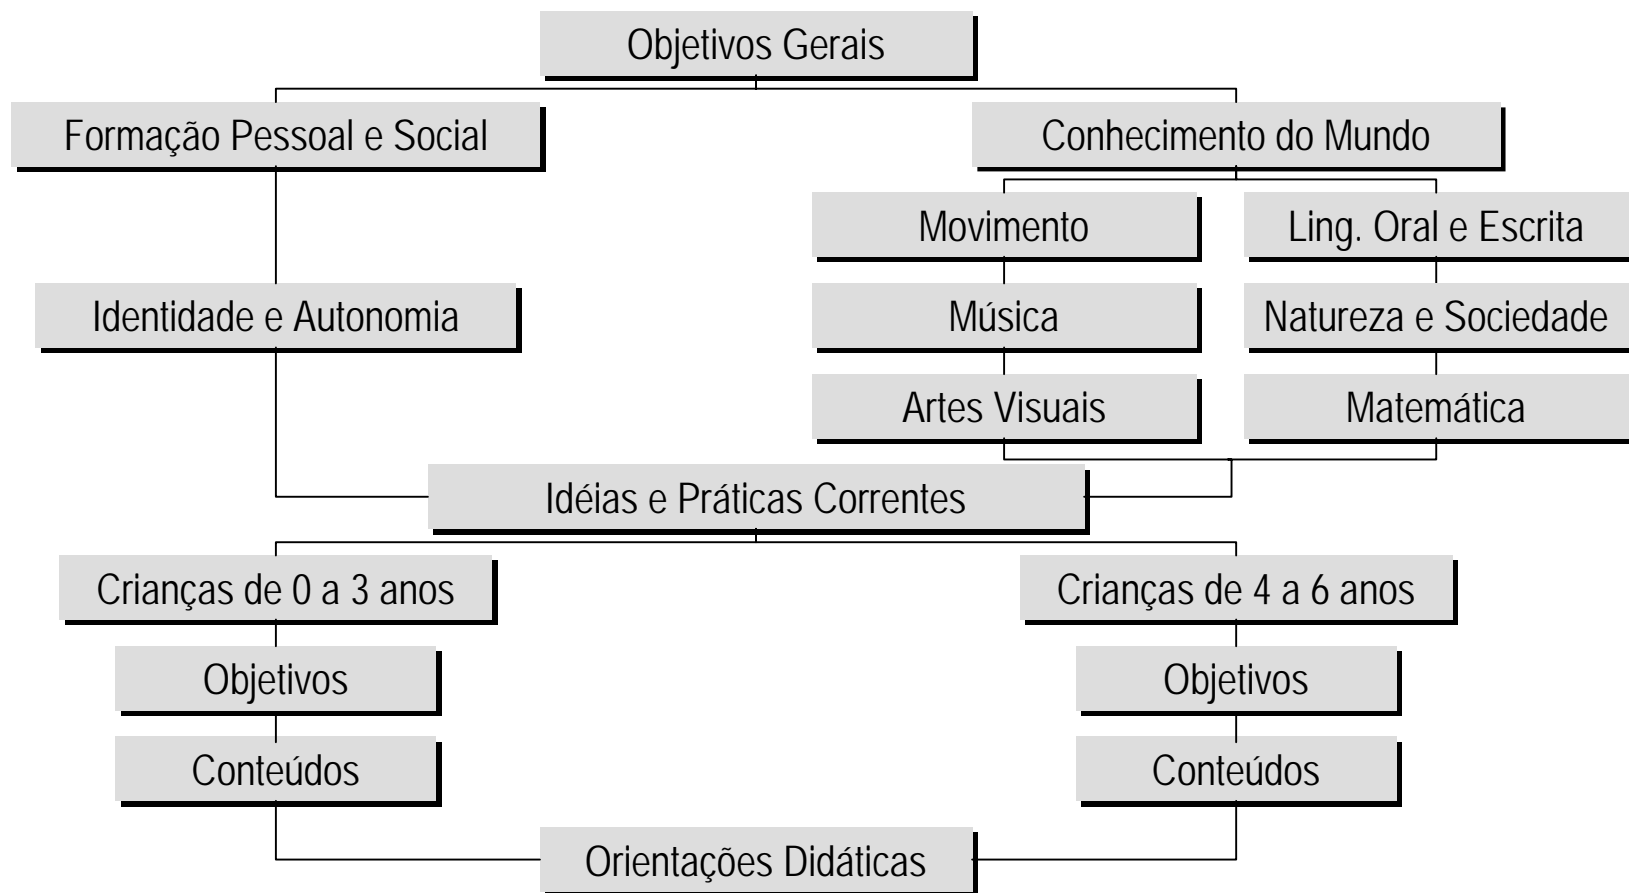 Objetivos Gerais
Formação Pessoal e Social
Conhecimento do Mundo
Movimento
Ling. Oral e Escrita
Identidade e Autonomia
Música
Natureza e Sociedade
Artes Visuais
Matemática
Idéias e Práticas Correntes
Crianças de 0 a 3 anos
Crianças de 4 a 6 anos
Objetivos
Objetivos
Conteúdos
Conteúdos
Orientações Didáticas